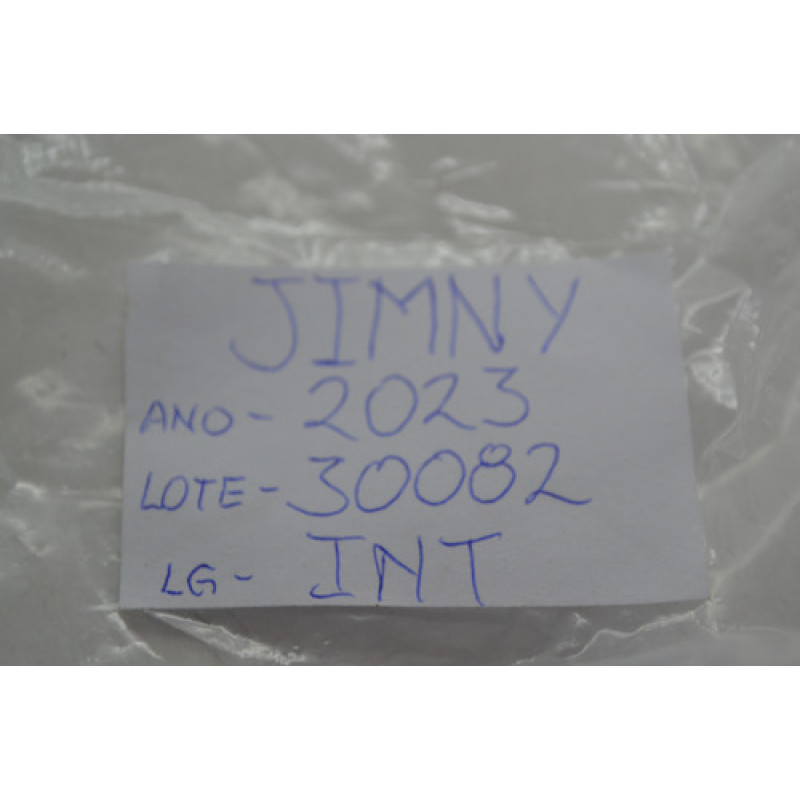 JIMNY
ANO - 2023
LOTE - 30082
LG - INT